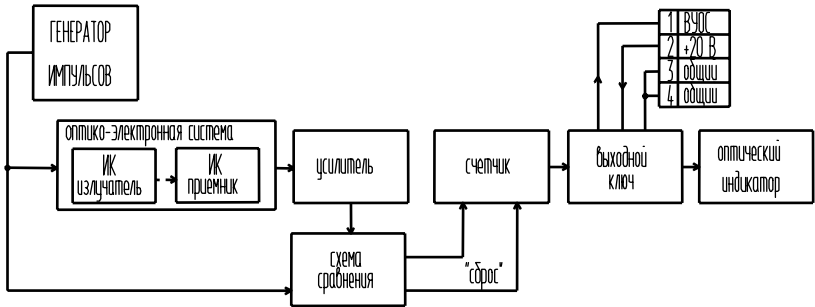 ГЕНЕРАТОР
ИМПУЛЬСОВ
оптико-электронная система
ИК
излучатель
ИК
приемник
усилитель
схема
сравнения
"сброс"
счетчик
выходной
ключ
1 ВУОС
2 +20 В
3 общий
4 общий
оптический
индикатор